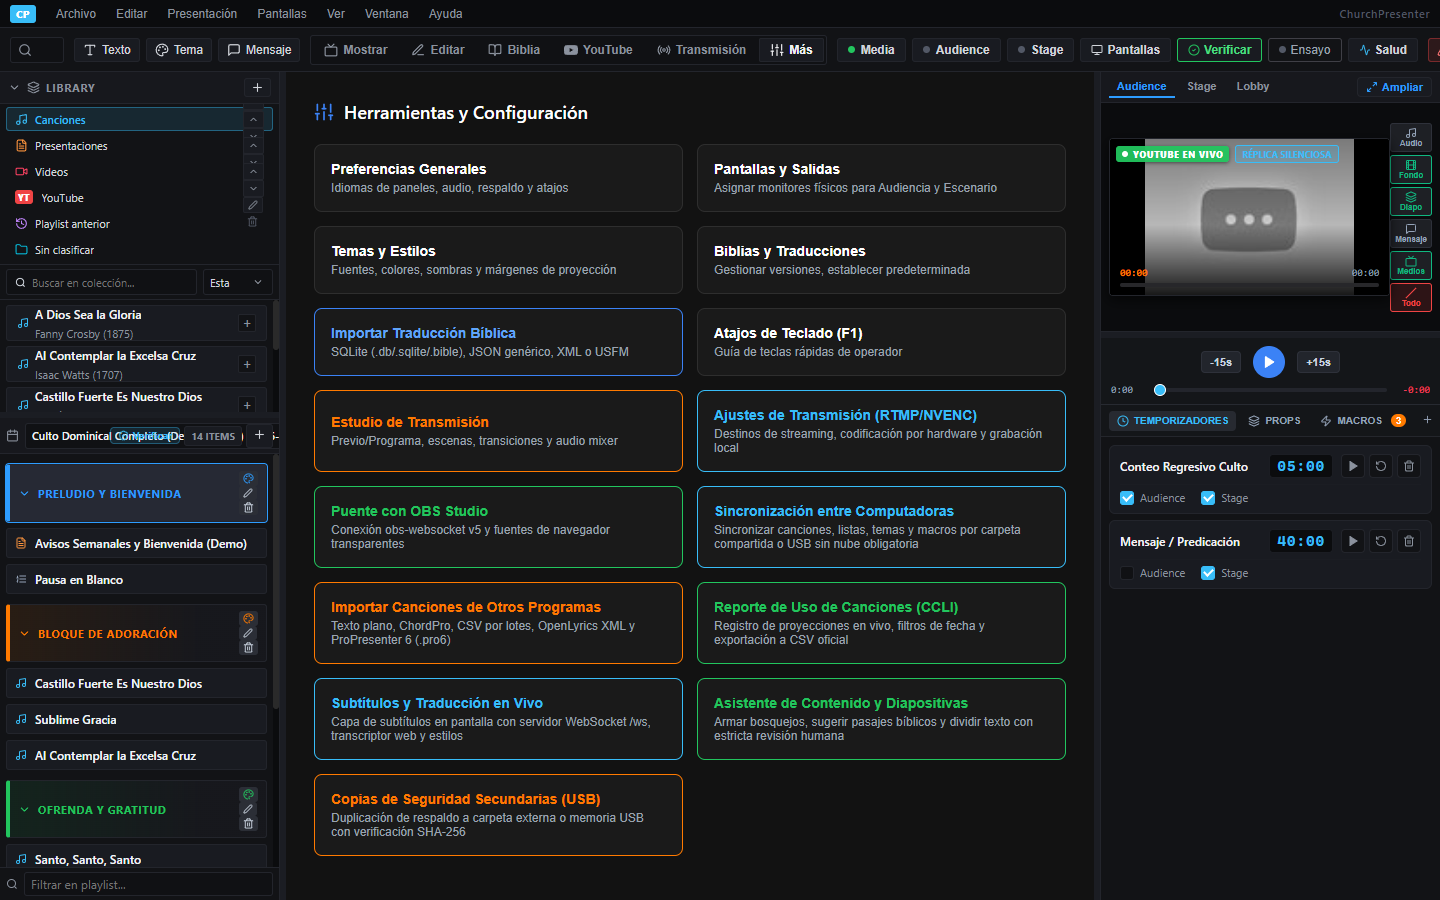 CP Archivo Editar Presentación Pantallas Ver Ventana Ayuda ChurchPresenter
Texto Tema Mensaje Mostrar Editar Biblia YouTube Transmisión Más Media Audience Stage Pantallas Verificar Ensayo Salud
LIBRARY +
Canciones
Presentaciones
Videos
YT YouTube
Playlist anterior
Sin clasificar
Buscar en colección... Esta
A Dios Sea la Gloria +
Fanny Crosby (1875)
Al Contemplar la Excelsa Cruz +
Isaac Watts (1707)
Castillo Fuerte Es Nuestro Dios +
Culto Dominical Completo (De 14 ITEMS +
PRELUDIO Y BIENVENIDA
Avisos Semanales y Bienvenida (Demo)
Pausa en Blanco
BLOQUE DE ADORACIÓN
Castillo Fuerte Es Nuestro Dios
Sublime Gracia
Al Contemplar la Excelsa Cruz
OFRENDA Y GRATITUD
Santo, Santo, Santo
Filtrar en playlist...
Herramientas y Configuración
Preferencias Generales
Idiomas de paneles, audio, respaldo y atajos
Pantallas y Salidas
Asignar monitores físicos para Audiencia y Escenario
Temas y Estilos
Fuentes, colores, sombras y márgenes de proyección
Biblias y Traducciones
Gestionar versiones, establecer predeterminada
Importar Traducción Bíblica
SQLite (.db/.sqlite/.bible), JSON genérico, XML o USFM
Atajos de Teclado (F1)
Guía de teclas rápidas de operador
Estudio de Transmisión
Previo/Programa, escenas, transiciones y audio mixer
Ajustes de Transmisión (RTMP/NVENC)
Destinos de streaming, codificación por hardware y grabación
local
Puente con OBS Studio
Conexión obs-websocket v5 y fuentes de navegador
transparentes
Sincronización entre Computadoras
Sincronizar canciones, listas, temas y macros por carpeta
compartida o USB sin nube obligatoria
Importar Canciones de Otros Programas
Texto plano, ChordPro, CSV por lotes, OpenLyrics XML y
ProPresenter 6 (.pro6)
Reporte de Uso de Canciones (CCLI)
Registro de proyecciones en vivo, filtros de fecha y
exportación a CSV oficial
Subtítulos y Traducción en Vivo
Capa de subtítulos en pantalla con servidor WebSocket /ws,
transcriptor web y estilos
Asistente de Contenido y Diapositivas
Armar bosquejos, sugerir pasajes bíblicos y dividir texto con
estricta revisión humana
Copias de Seguridad Secundarias (USB)
Duplicación de respaldo a carpeta externa o memoria USB
con verificación SHA-256
Audience Stage Lobby Ampliar
YOUTUBE EN VIVO RÉPLICA SILENCIOSA
00:00 00:00
Audio
Fondo
Diapo
Mensaje
Medios
Todo
-15s +15s
0:00 -0:00
TEMPORIZADORES PROPS MACROS 3 +
Conteo Regresivo Culto 05:00
Audience Stage
Mensaje / Predicación 40:00
Audience Stage